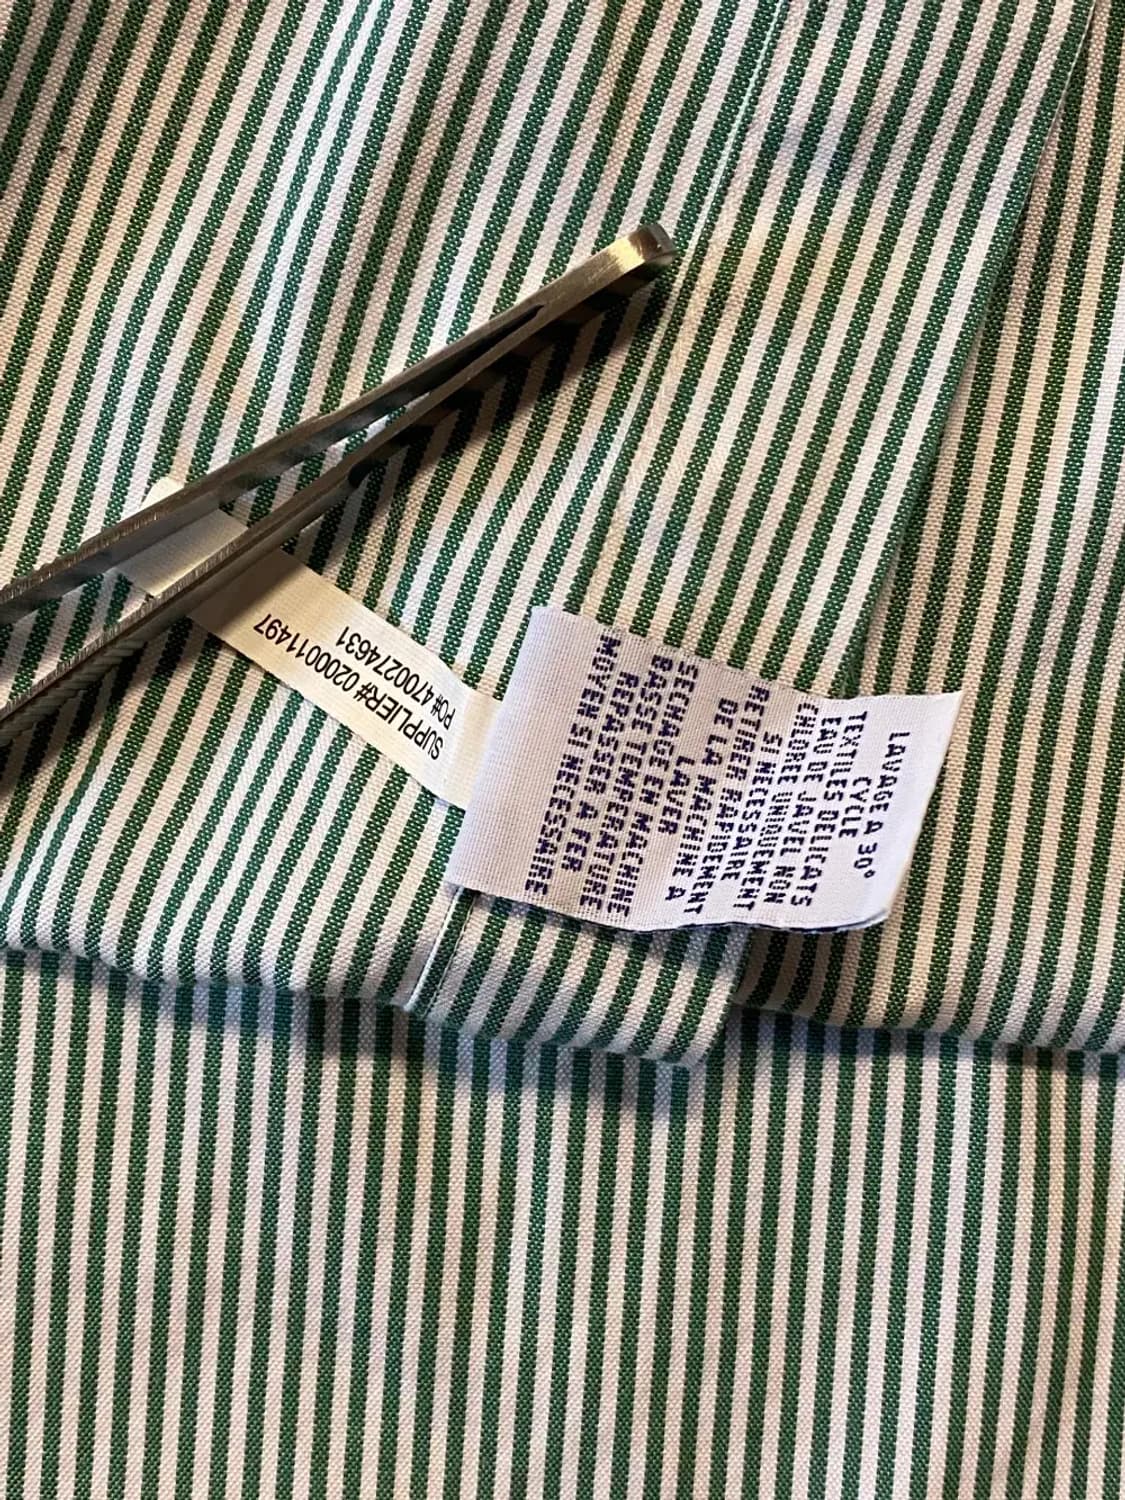 SUPPLIER# 0200011497
PO# 4700274631
LAVAGE A 30°
CYCLE
TEXTILES DELICATS
EAU DE JAVEL NON
CHLOREE UNIQUEMENT
SI NECESSAIRE
RETIRER RAPIDEMENT
DE LA MACHINE A
LAVER
SECHAGE EN MACHINE
BASSE TEMPERATURE
REPASSER A FER
MOYEN SI NECESSAIRE